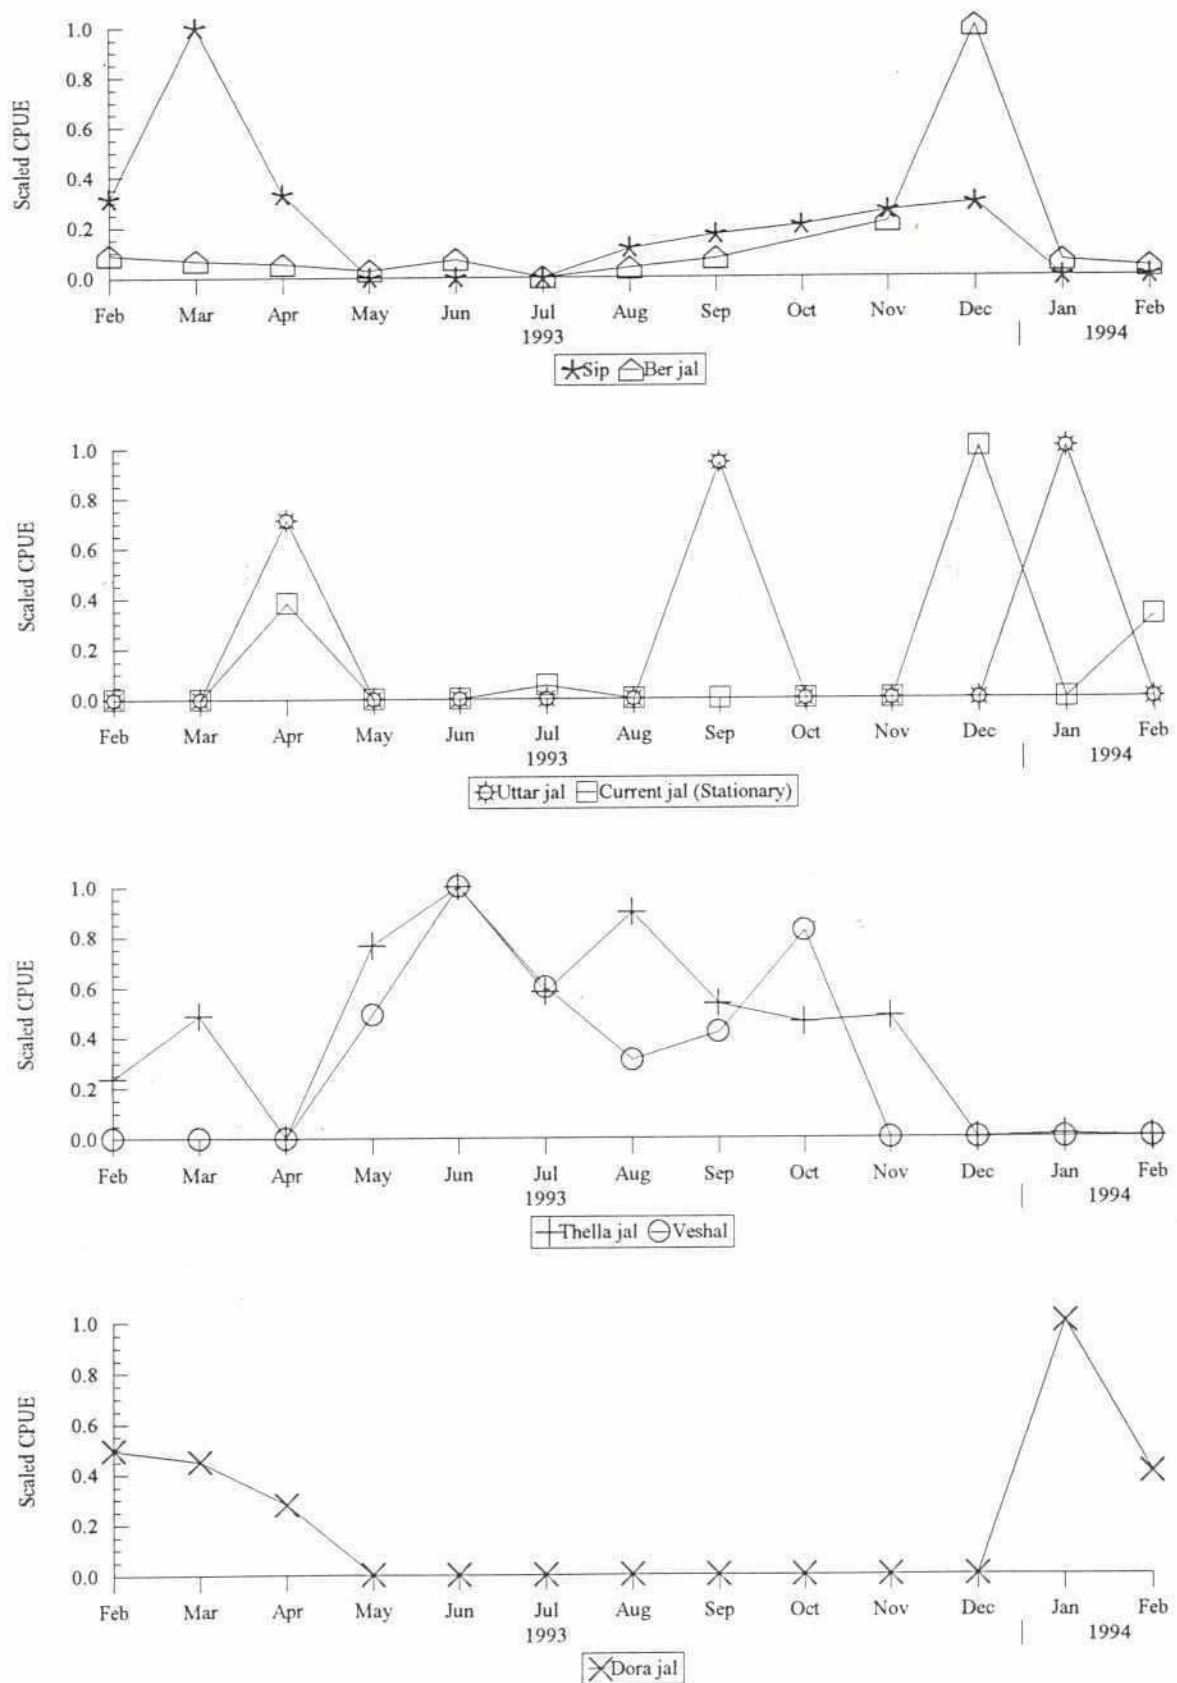 Scaled CPUE
1.0
0.8
0.6
0.4
0.2
0.0
Feb Mar Apr May Jun Jul Aug Sep Oct Nov Dec Jan Feb
1993 1994
Sip Ber jal
Scaled CPUE
1.0
0.8
0.6
0.4
0.2
0.0
Feb Mar Apr May Jun Jul Aug Sep Oct Nov Dec Jan Feb
1993 1994
Uttar jal Current jal (Stationary)
Scaled CPUE
1.0
0.8
0.6
0.4
0.2
0.0
Feb Mar Apr May Jun Jul Aug Sep Oct Nov Dec Jan Feb
1993 1994
Thella jal Veshal
Scaled CPUE
1.0
0.8
0.6
0.4
0.2
0.0
Feb Mar Apr May Jun Jul Aug Sep Oct Nov Dec Jan Feb
1993 1994
Dora jal